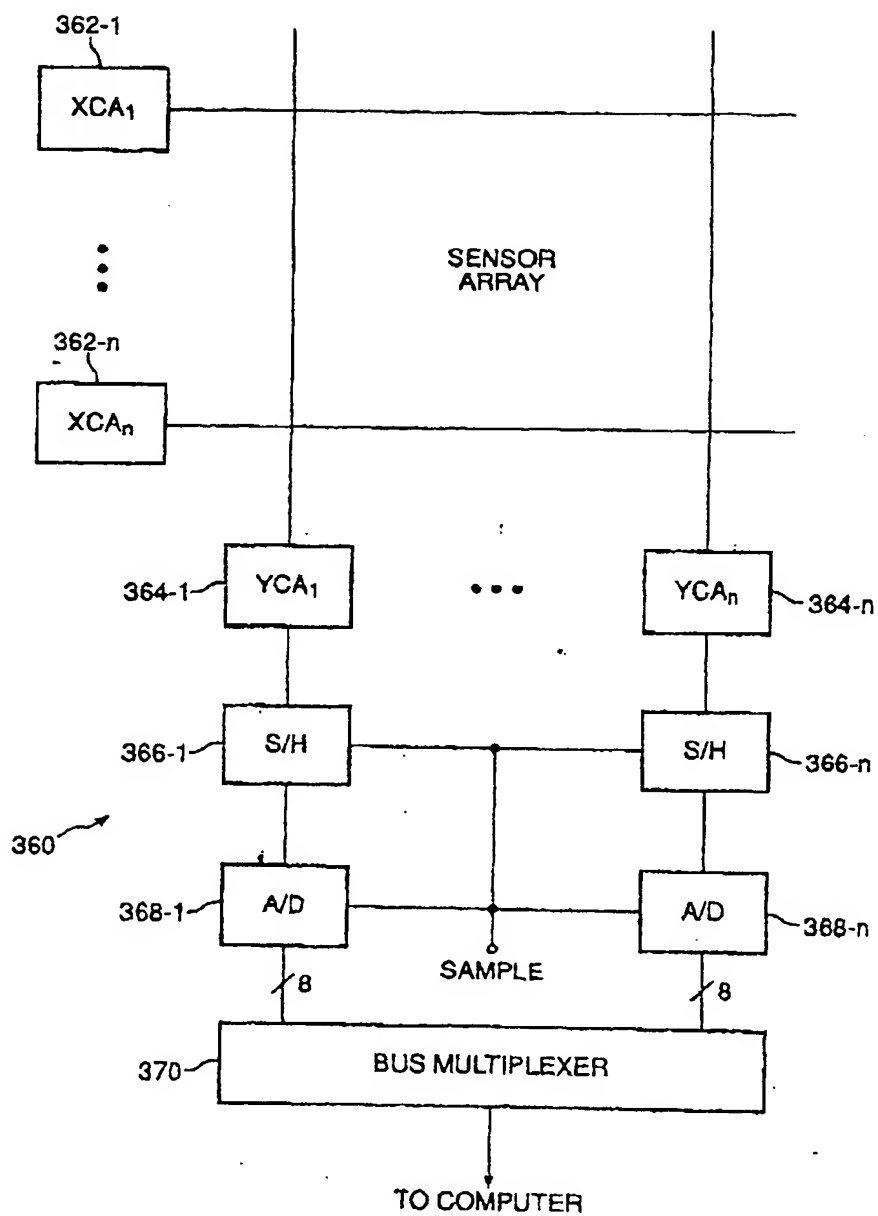 362-1
XCA₁
SENSOR
ARRAY
362-n
XCAₙ
364-1
YCA₁
YCAₙ
364-n
366-1
S/H
S/H
366-n
360
368-1
A/D
A/D
368-n
SAMPLE
8
8
370
BUS MULTIPLEXER
TO COMPUTER